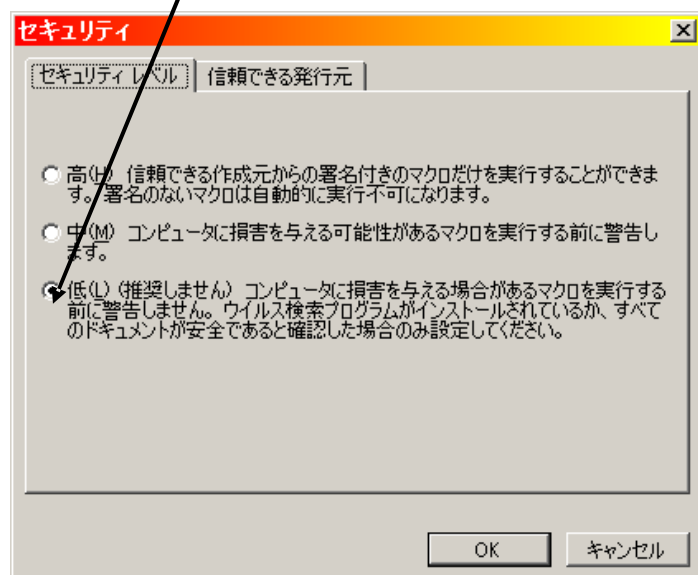 セキュリティ
セキュリティ レベル
信頼できる発行元
高(H) 信頼できる作成元からの署名付きのマクロだけを実行することができま
す。署名のないマクロは自動的に実行不可になります。
中(M) コンピュータに損害を与える可能性があるマクロを実行する前に警告し
ます。
低(L) (推奨しません) コンピュータに損害を与える場合があるマクロを実行する
前に警告しません。ウイルス検索プログラムがインストールされているか、すべて
のドキュメントが安全であると確認した場合のみ設定してください。
OK
キャンセル